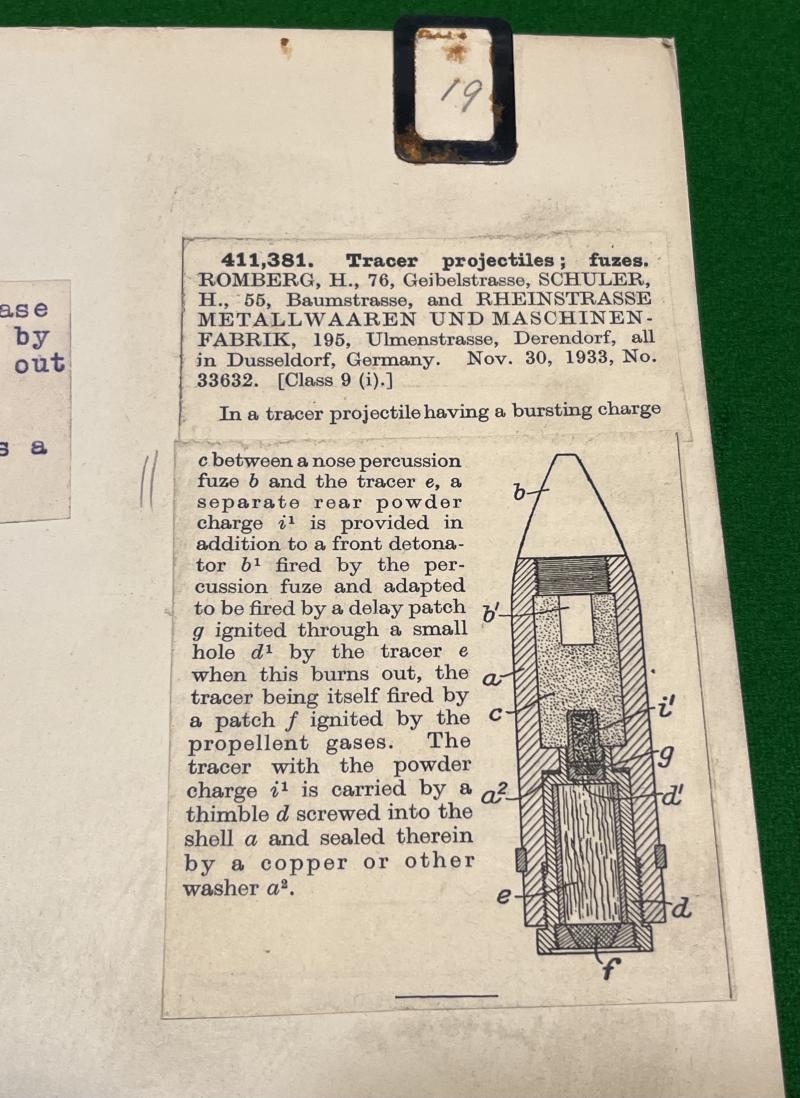 19
ase
by
out
s a
411,381. Tracer projectiles; fuzes.
ROMBERG, H., 76, Geibelstrasse, SCHULER,
H., 55, Baumstrasse, and RHEINSTRASSE
METALLWAAREN UND MASCHINEN-
FABRIK, 195, Ulmenstrasse, Derendorf, all
in Dusseldorf, Germany. Nov. 30, 1933, No.
33632. [Class 9 (i).]
In a tracer projectile having a bursting charge
c between a nose percussion
fuze b and the tracer e, a
separate rear powder
charge i¹ is provided in
addition to a front detona-
tor b¹ fired by the per-
cussion fuze and adapted
to be fired by a delay patch
g ignited through a small
hole d¹ by the tracer e
when this burns out, the
tracer being itself fired by
a patch f ignited by the
propellent gases. The
tracer with the powder
charge i¹ is carried by a
thimble d screwed into the
shell a and sealed therein
by a copper or other
washer a².
b
b'
a
c
i'
g
a²
d'
e
d
f